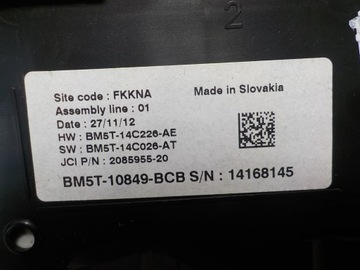 2
Site code : FKKNA
Made in Slovakia
Assembly line : 01
Date : 27/11/12
HW : BM5T-14C226-AE
SW : BM5T-14C026-AT
JCI P/N : 2085955-20
BM5T-10849-BCB S/N : 14168145